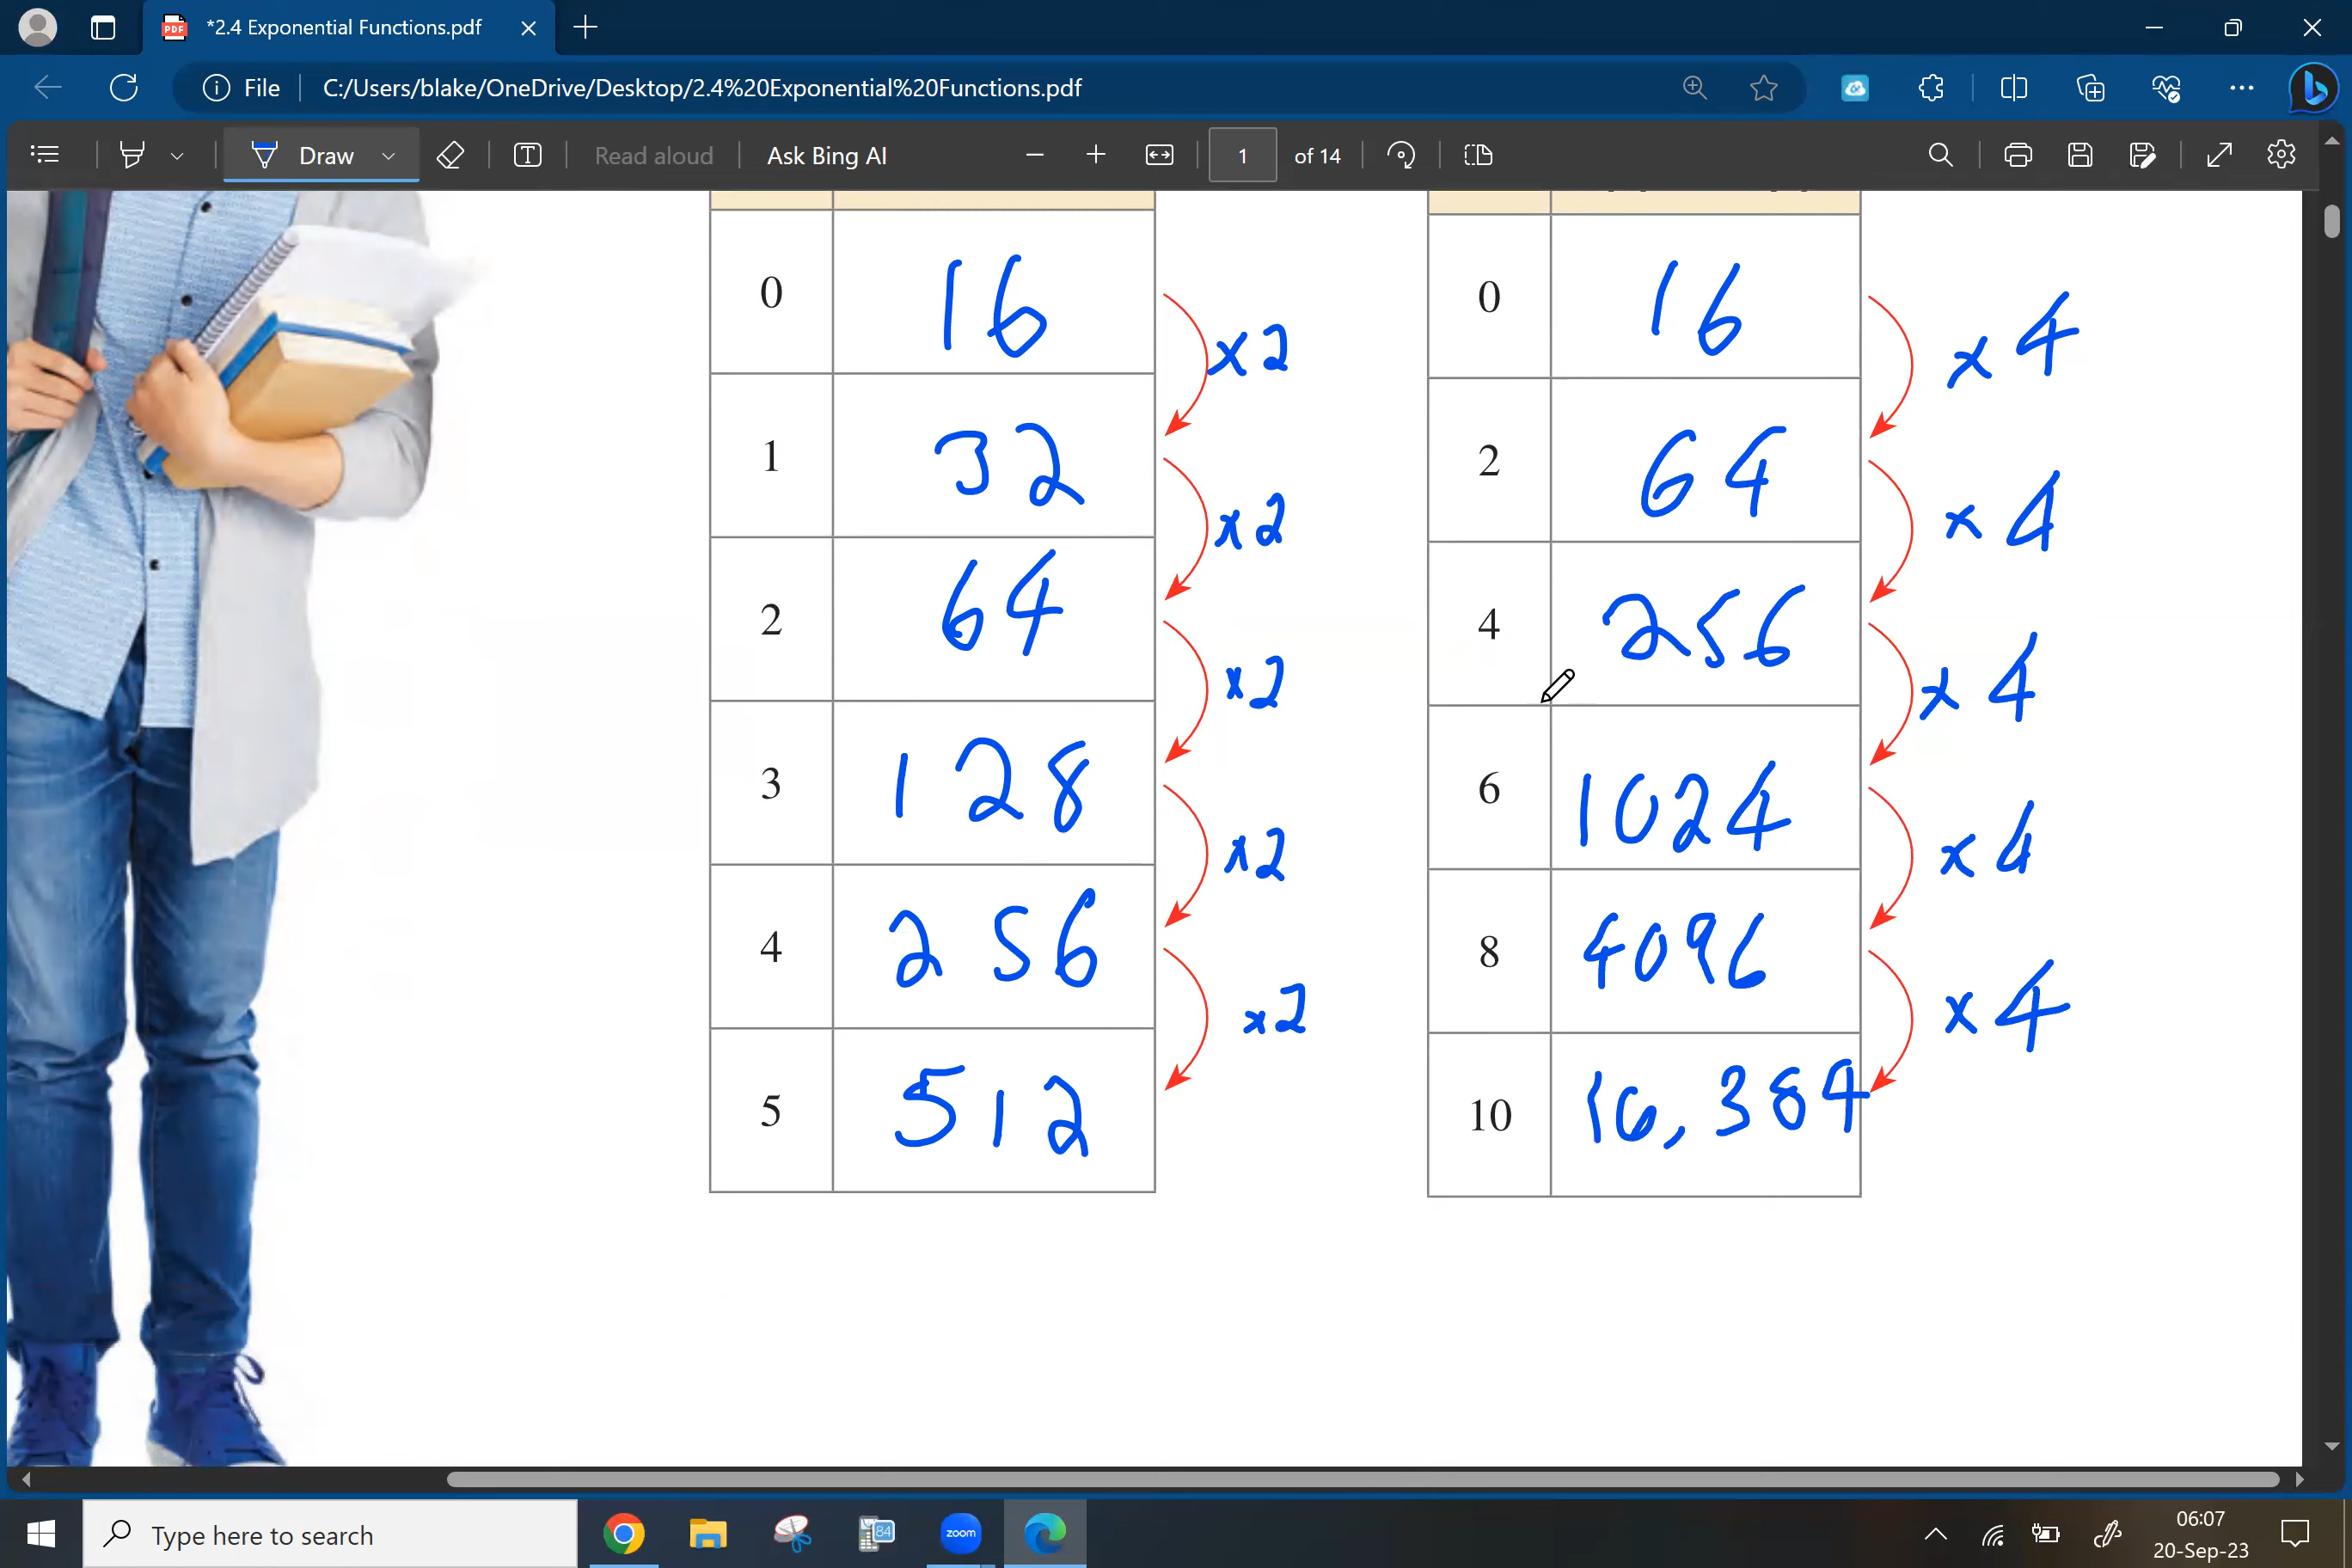 *2.4 Exponential Functions.pdf
File C:/Users/blake/OneDrive/Desktop/2.4%20Exponential%20Functions.pdf
Draw Read aloud Ask Bing AI 1 of 14
0 16 x2
1 32 x2
2 64 x2
3 128 x2
4 256 x2
5 512
0 16 x4
2 64 x4
4 256 x4
6 1024 x4
8 4096 x4
10 16,384
Type here to search
84
zoom
06:07
20-Sep-23